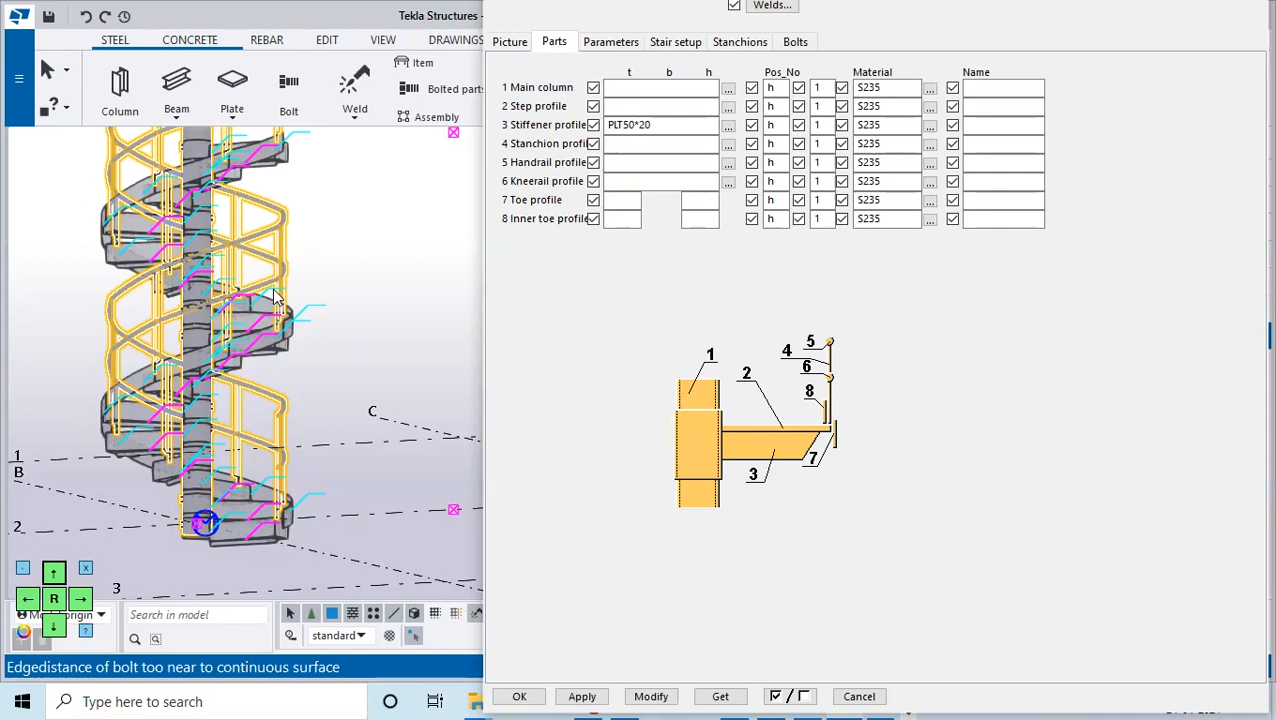 Tekla Structures -
Welds...
STEEL CONCRETE REBAR EDIT VIEW DRAWINGS
Picture Parts Parameters Stair setup Stanchions Bolts
Column Beam Plate Bolt Weld
Item
Bolted parts
Assembly
t b h Pos_No Material Name
1 Main column ... h 1 S235 ...
2 Step profile ... h 1 S235 ...
3 Stiffener profile PLT50*20 ... h 1 S235 ...
4 Stanchion profil ... h 1 S235 ...
5 Handrail profile ... h 1 S235 ...
6 Kneerail profile ... h 1 S235 ...
7 Toe profile h 1 S235 ...
8 Inner toe profile h 1 S235 ...
5
4
6
1
2
8
7
3
C
1
B
2
3
- x
R
?
origin
Search in model
standard
Edgedistance of bolt too near to continuous surface
OK Apply Modify Get / Cancel
Type here to search